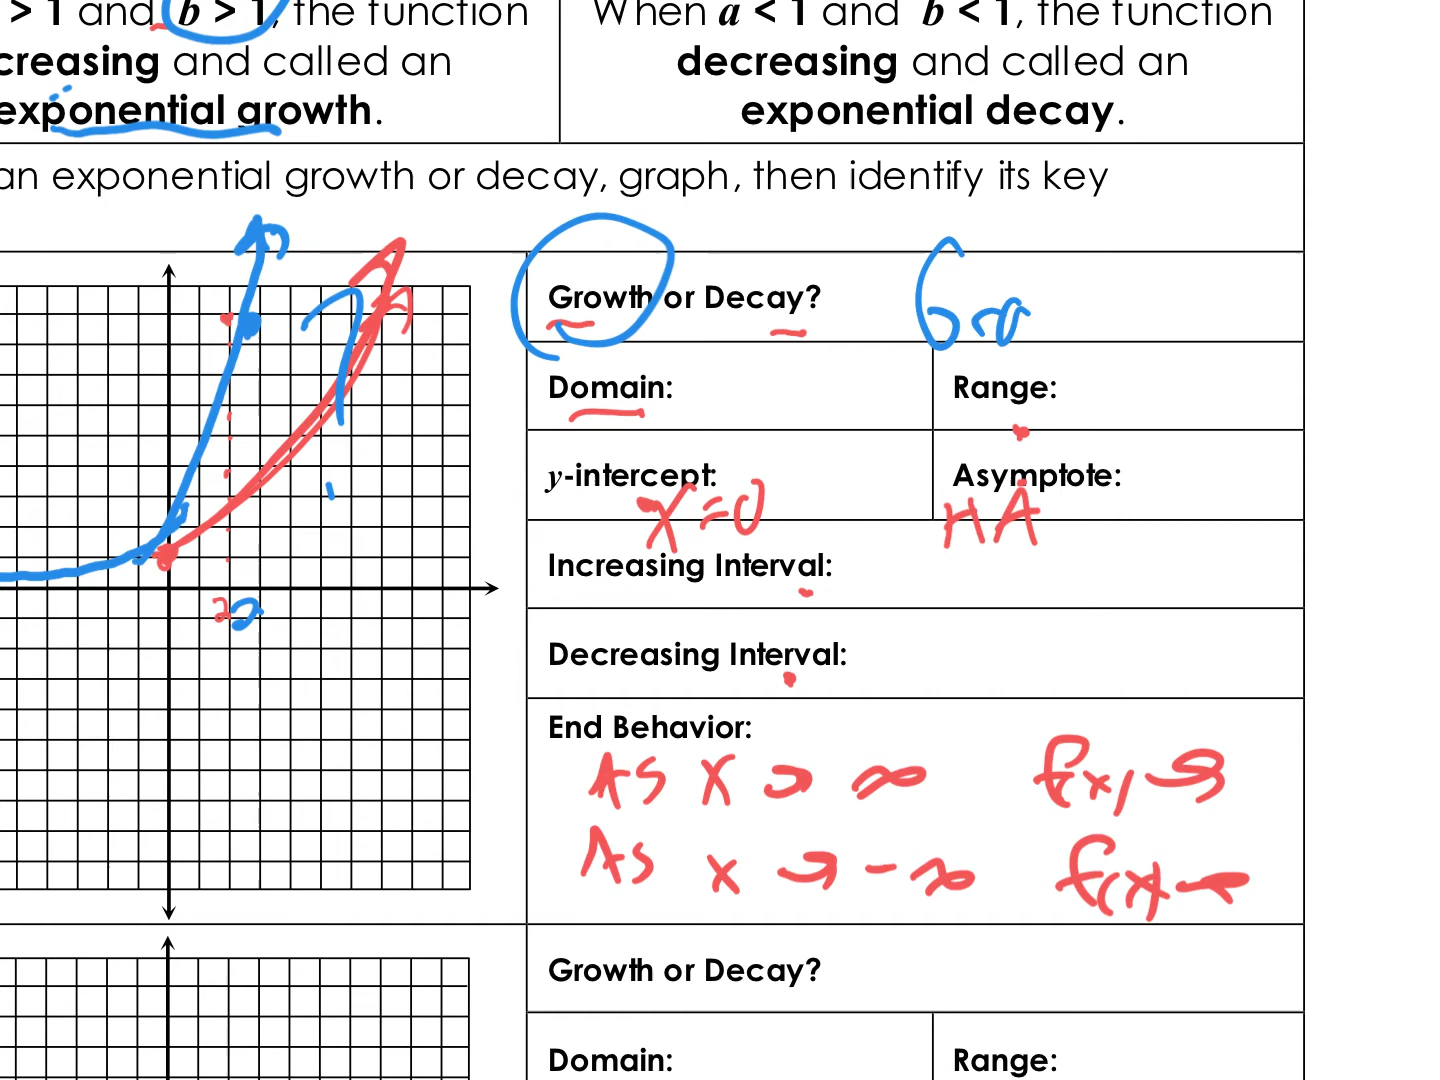 > 1 and b > 1, the function
creasing and called an
exponential growth.
When a < 1 and b < 1, the function
decreasing and called an
exponential decay.
an exponential growth or decay, graph, then identify its key
Growth or Decay? Gro
Domain:
Range:
y-intercept:
x=0
Asymptote:
HA
Increasing Interval:
2 2
Decreasing Interval:
End Behavior:
As x → ∞ f(x) →
As x → -∞ f(x) →
Growth or Decay?
Domain:
Range: